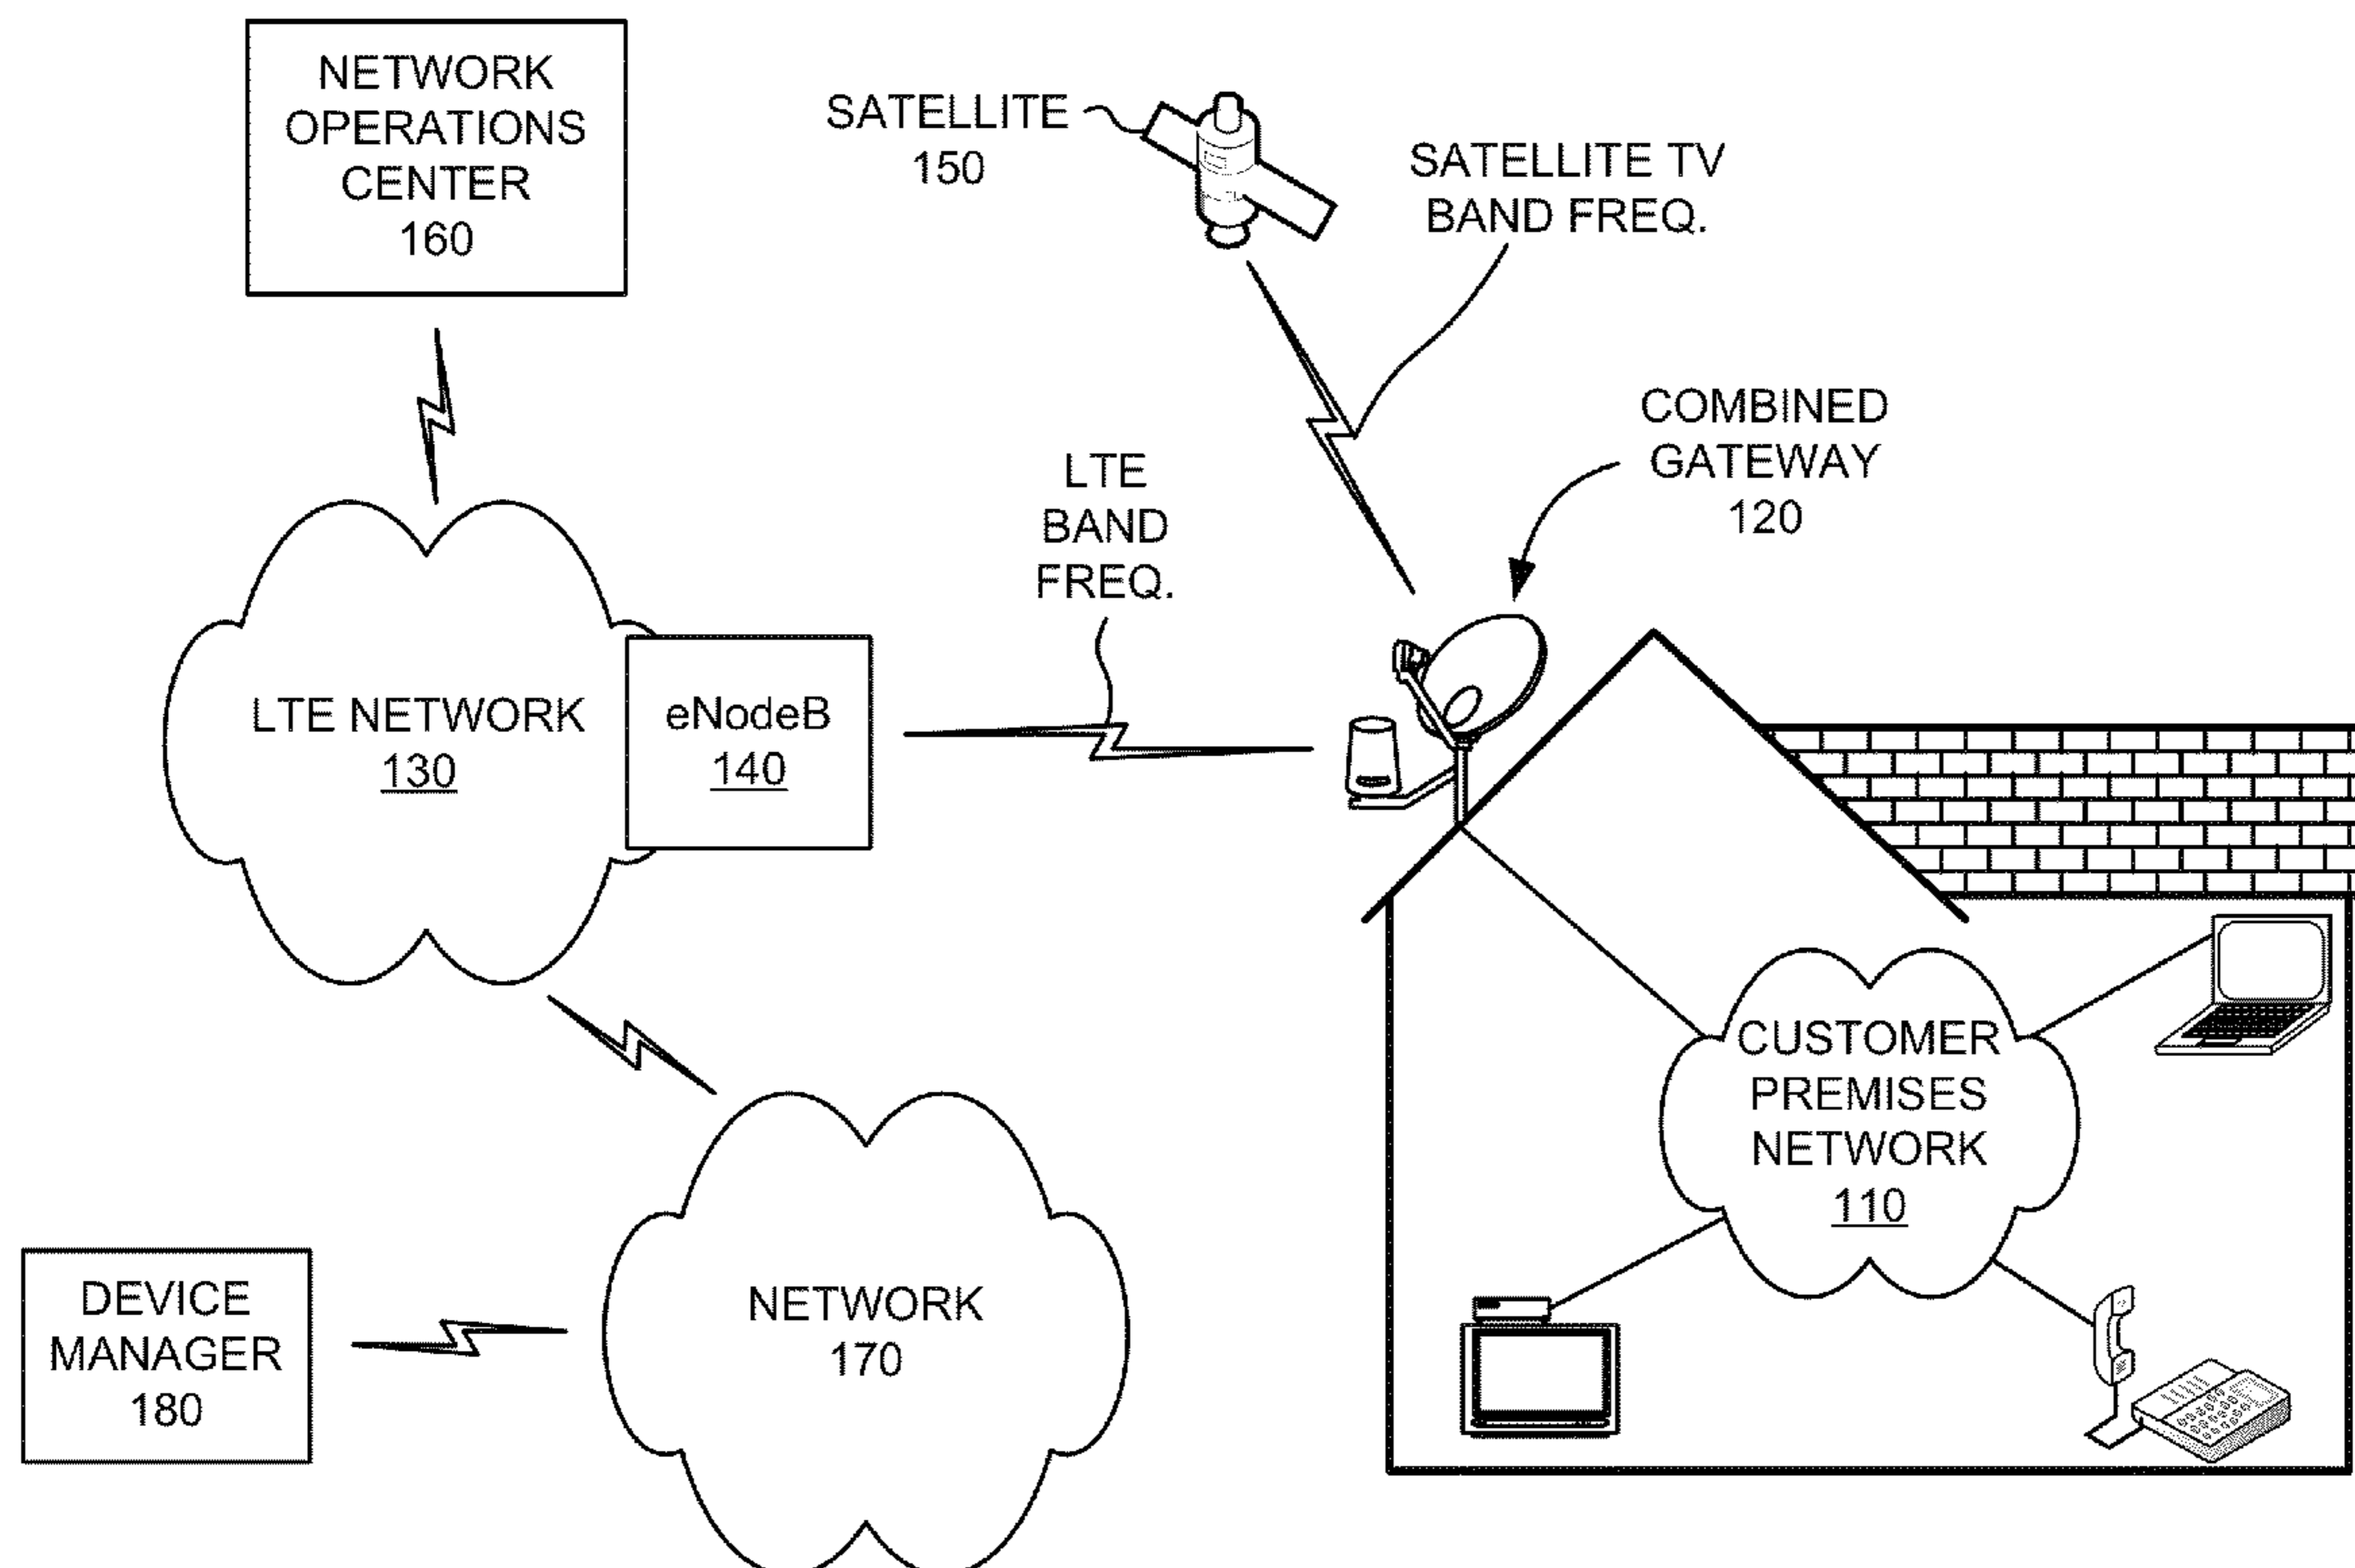 NETWORK
OPERATIONS
CENTER
160
SATELLITE
150
SATELLITE TV
BAND FREQ.
COMBINED
GATEWAY
120
LTE
BAND
FREQ.
LTE NETWORK
130
eNodeB
140
CUSTOMER
PREMISES
NETWORK
110
NETWORK
170
DEVICE
MANAGER
180